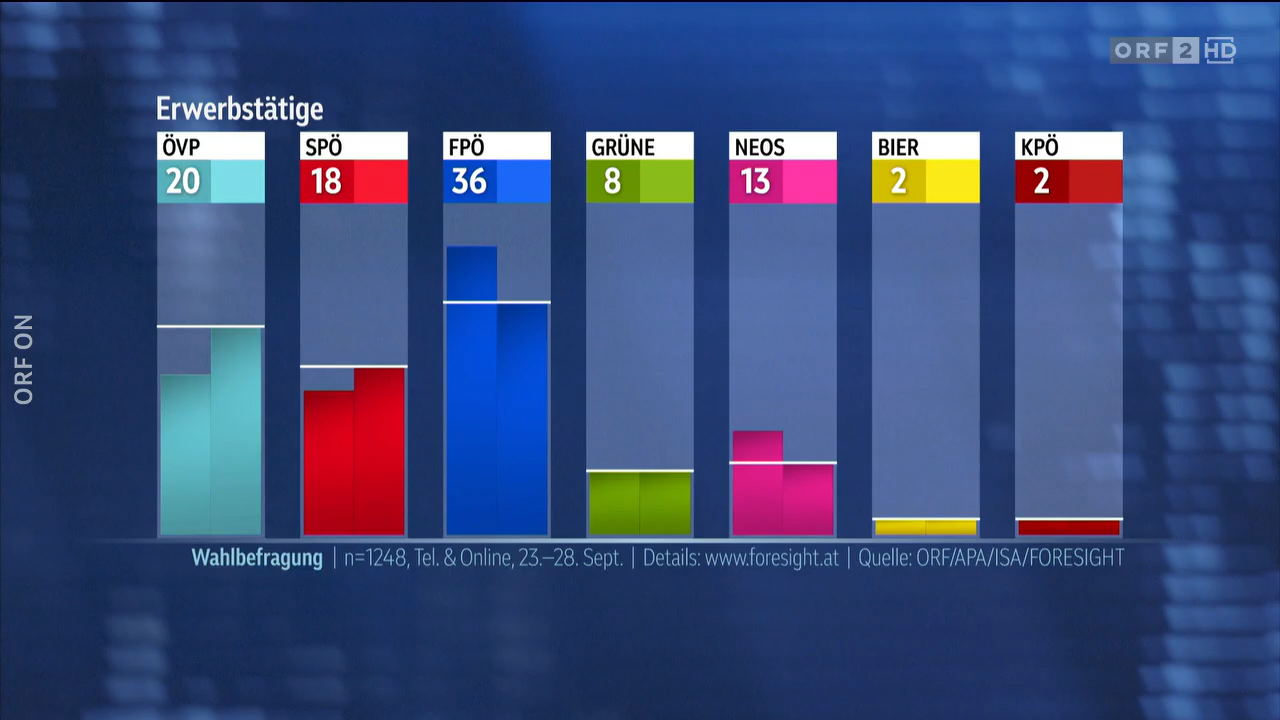 ORF 2 HD
Erwerbstätige
ÖVP SPÖ FPÖ GRÜNE NEOS BIER KPÖ
20 18 36 8 13 2 2
ORF ON
Wahlbefragung | n=1248, Tel. & Online, 23.–28. Sept. | Details: www.foresight.at | Quelle: ORF/APA/ISA/FORESIGHT